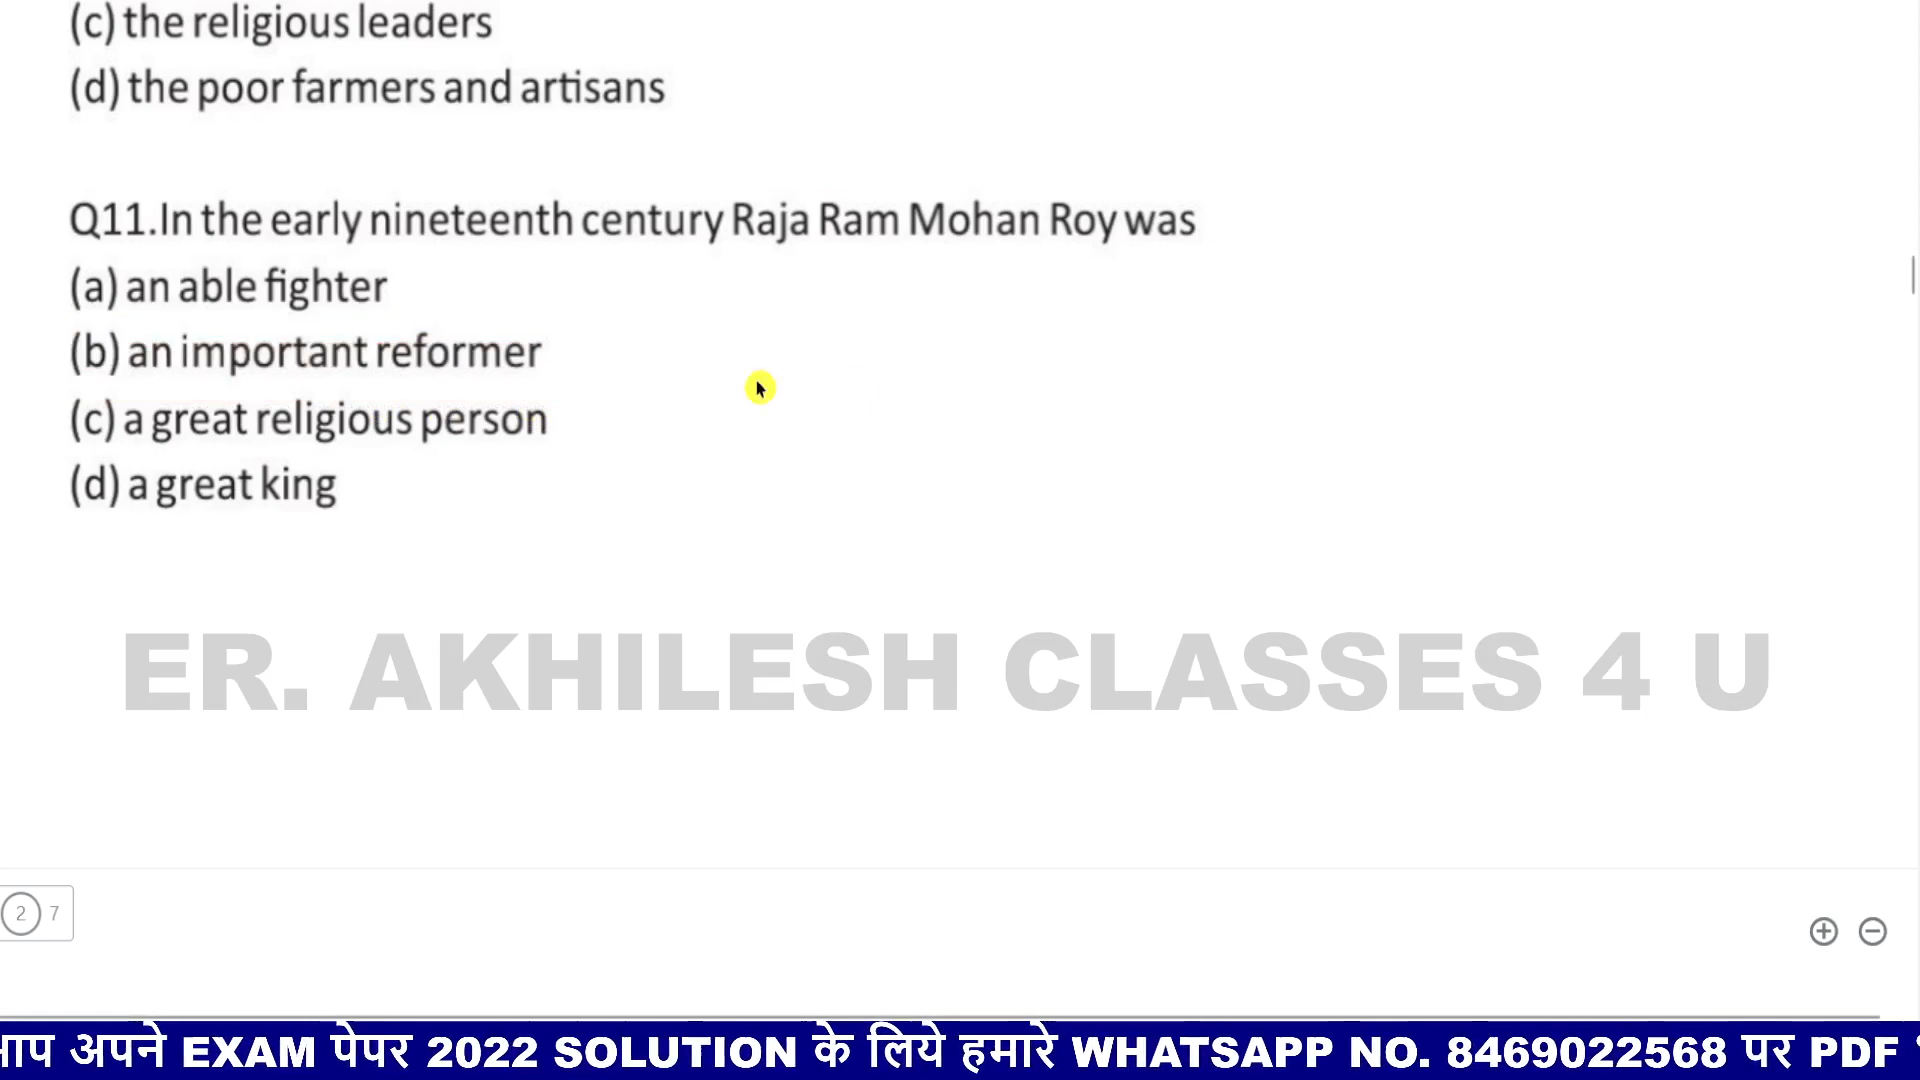 (c) the religious leaders
(d) the poor farmers and artisans
Q11.In the early nineteenth century Raja Ram Mohan Roy was
(a) an able fighter
(b) an important reformer
(c) a great religious person
(d) a great king
ER. AKHILESH CLASSES 4 U
2 7
अपने EXAM पेपर 2022 SOLUTION के लिये हमारे WHATSAPP NO. 8469022568 पर PDF